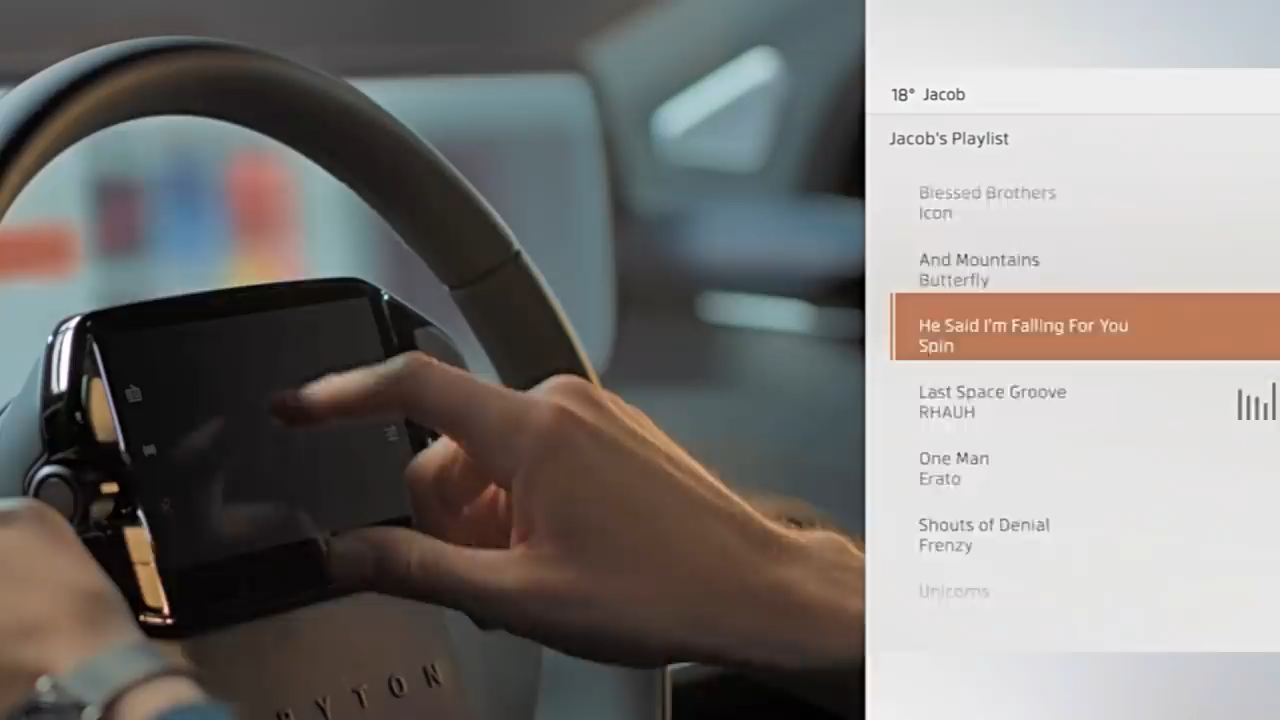 18° Jacob
Jacob's Playlist
Blessed Brothers
Icon
And Mountains
Butterfly
He Said I'm Falling For You
Spin
Last Space Groove
RHAUH
One Man
Erato
Shouts of Denial
Frenzy
Unicorns
YTON